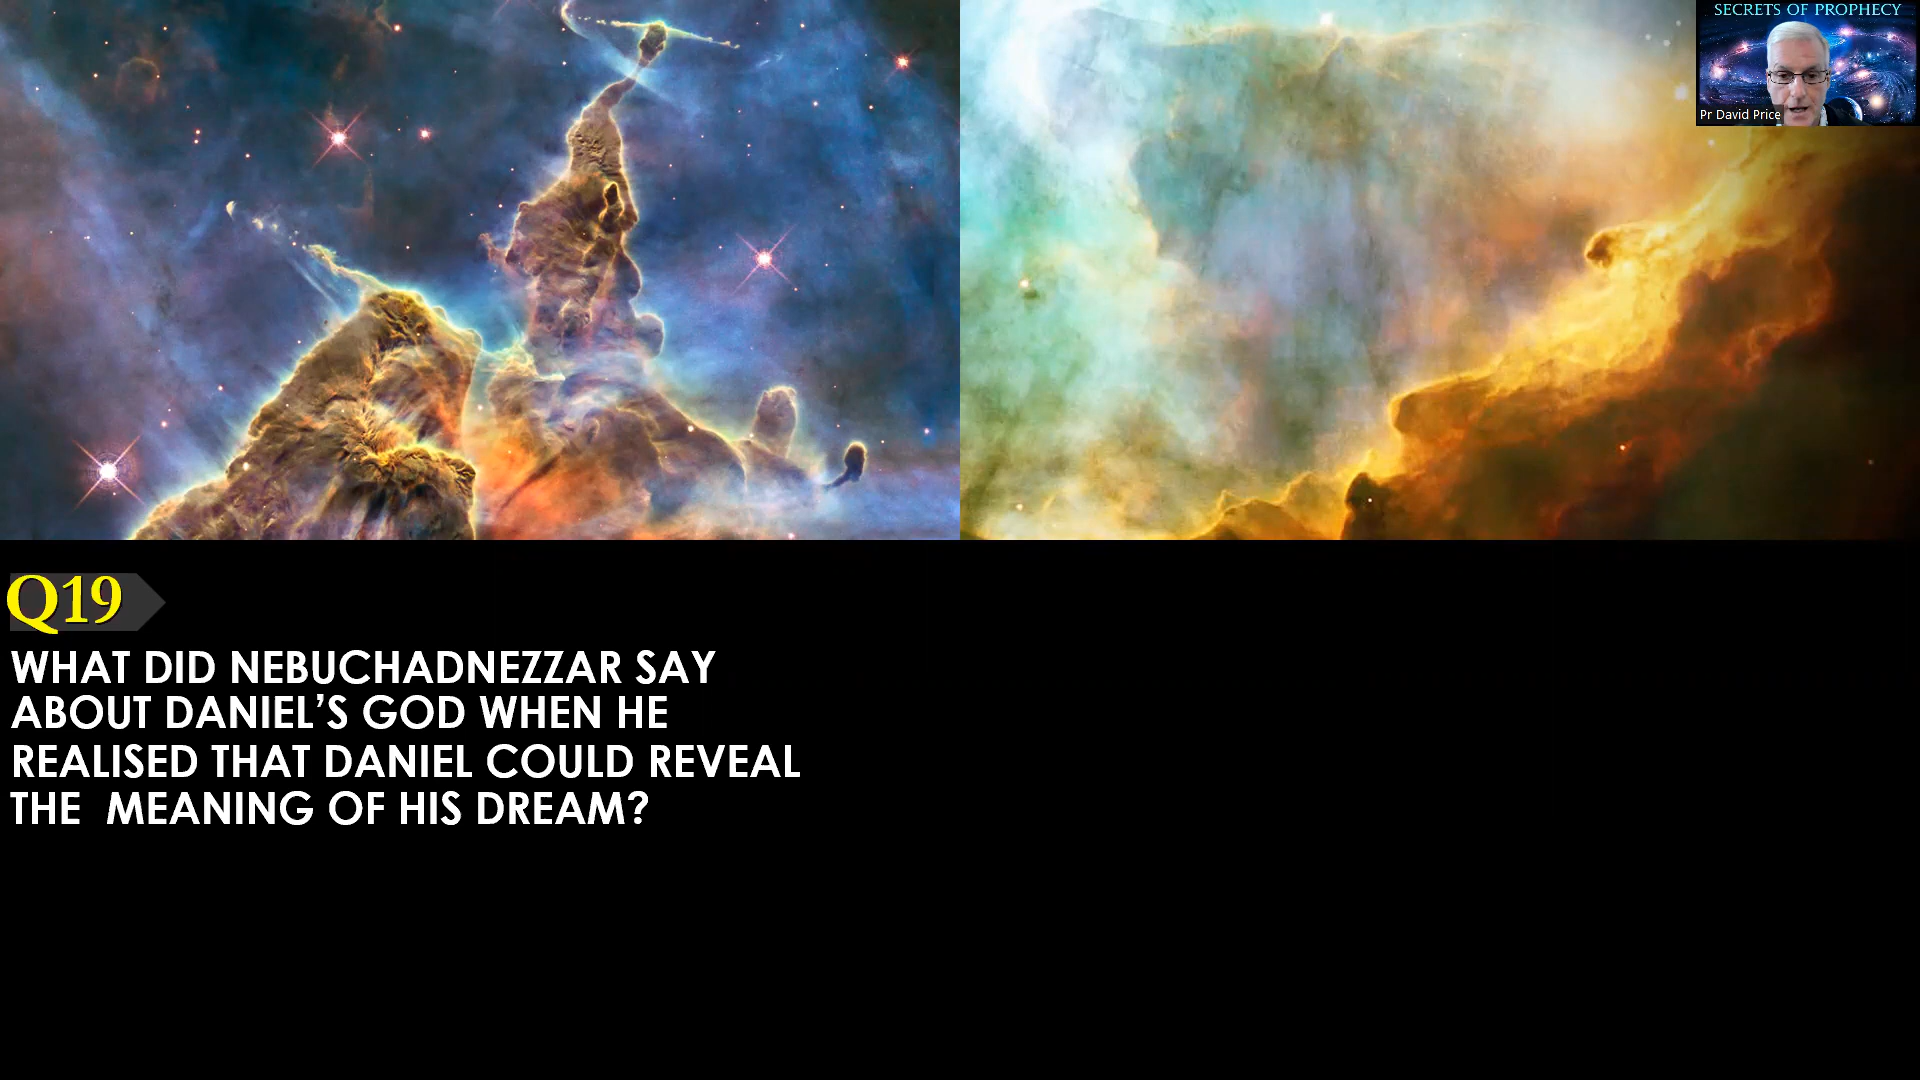 SECRETS OF PROPHECY
Pr David Price
Q19
WHAT DID NEBUCHADNEZZAR SAY
ABOUT DANIEL’S GOD WHEN HE
REALISED THAT DANIEL COULD REVEAL
THE  MEANING OF HIS DREAM?